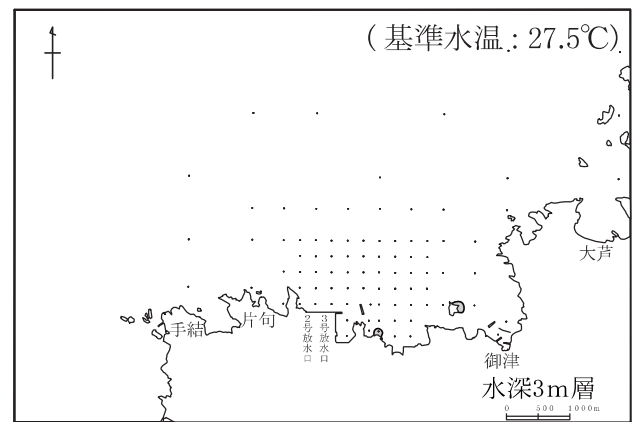 (基準水温:27.5℃)
大芦
片句
手結
2号放水口
3号放水口
御津
水深3m層
0 500 1000m